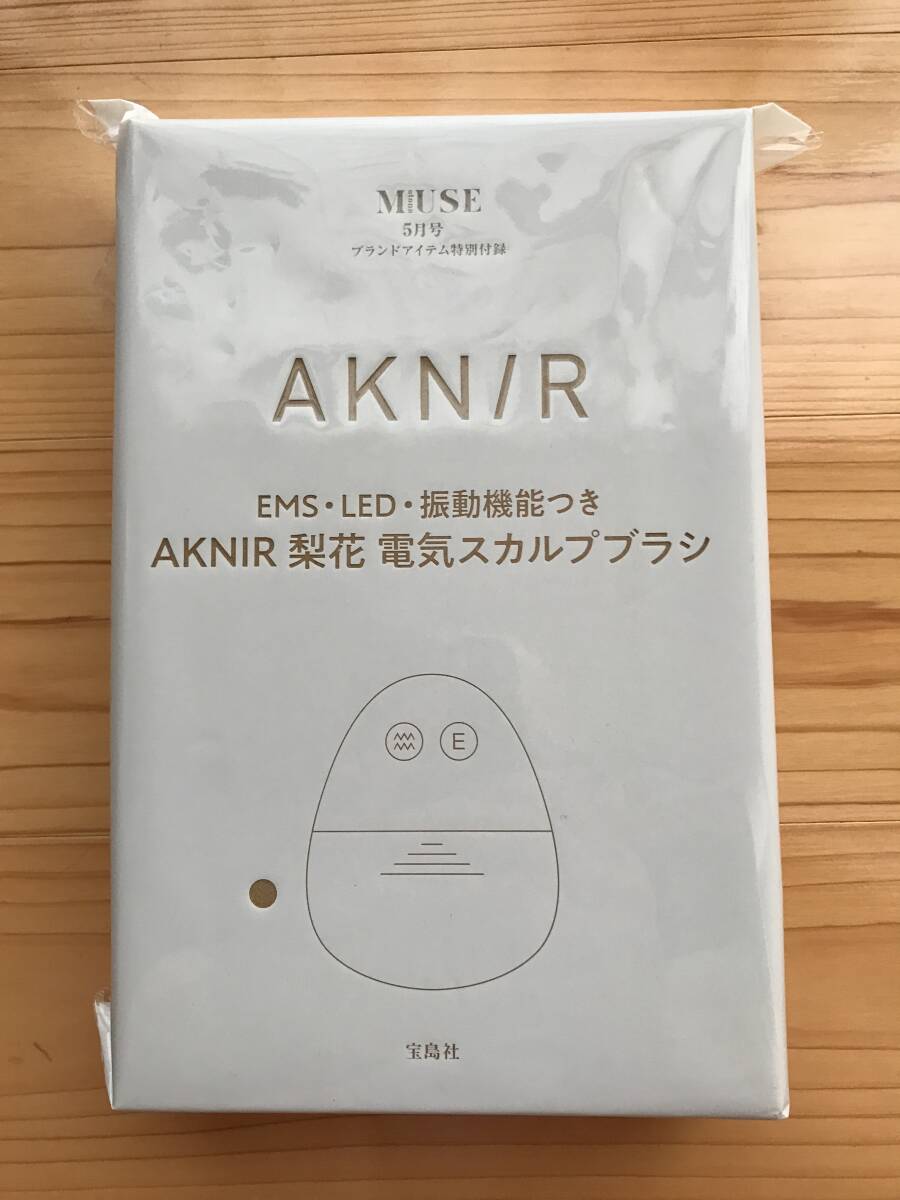 otona MUSE
5月号
ブランドアイテム特別付録
AKN/R
EMS・LED・振動機能つき
AKNIR 梨花 電気スカルプブラシ
E
宝島社